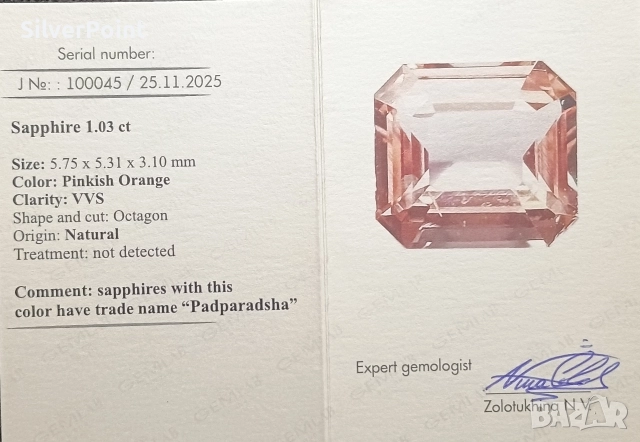 SilverPoint
Serial number:
J №: : 100045 / 25.11.2025
Sapphire 1.03 ct
Size: 5.75 x 5.31 x 3.10 mm
Color: Pinkish Orange
Clarity: VVS
Shape and cut: Octagon
Origin: Natural
Treatment: not detected
Comment: sapphires with this
color have trade name “Padparadsha”
Expert gemologist
Zolotukhina N.V.
BAZAR